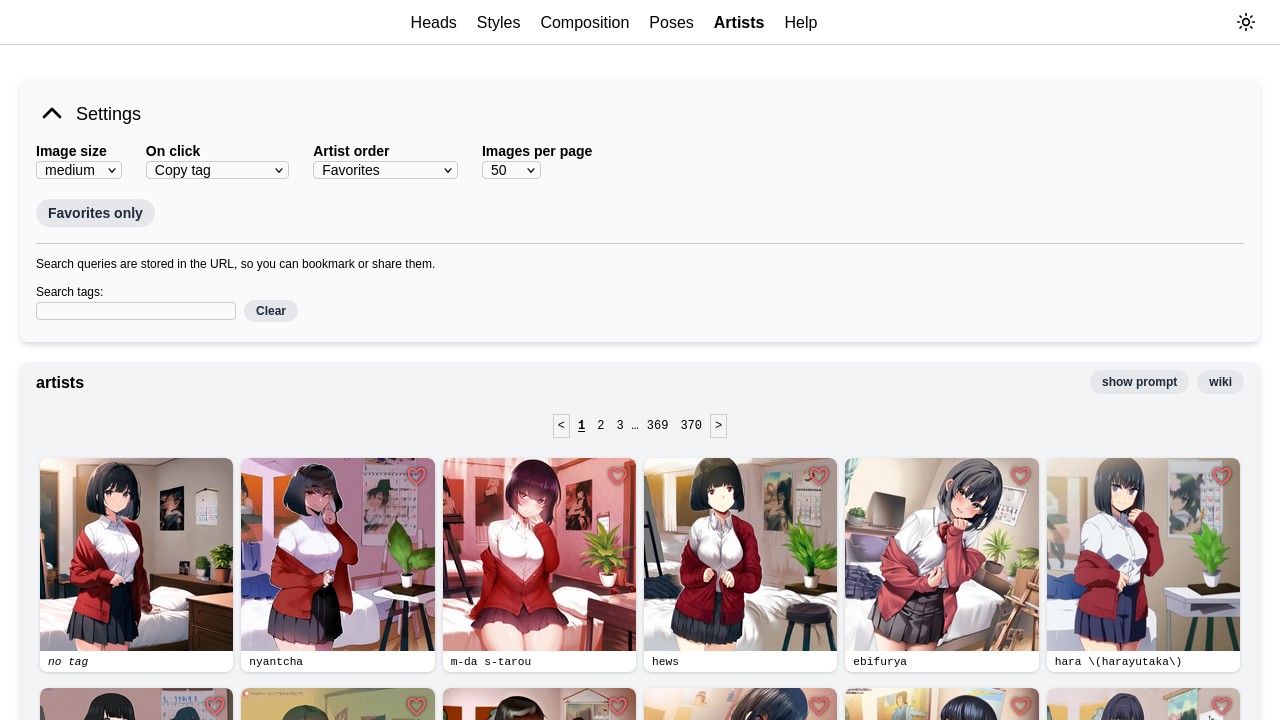 Heads Styles Composition Poses Artists Help
Settings
Image size On click Artist order Images per page
medium Copy tag Favorites 50
Favorites only
Search queries are stored in the URL, so you can bookmark or share them.
Search tags:
Clear
artists show prompt wiki
< 1 2 3 … 369 370 >
no tag nyantcha m-da s-tarou hews ebifurya hara \(harayutaka\)